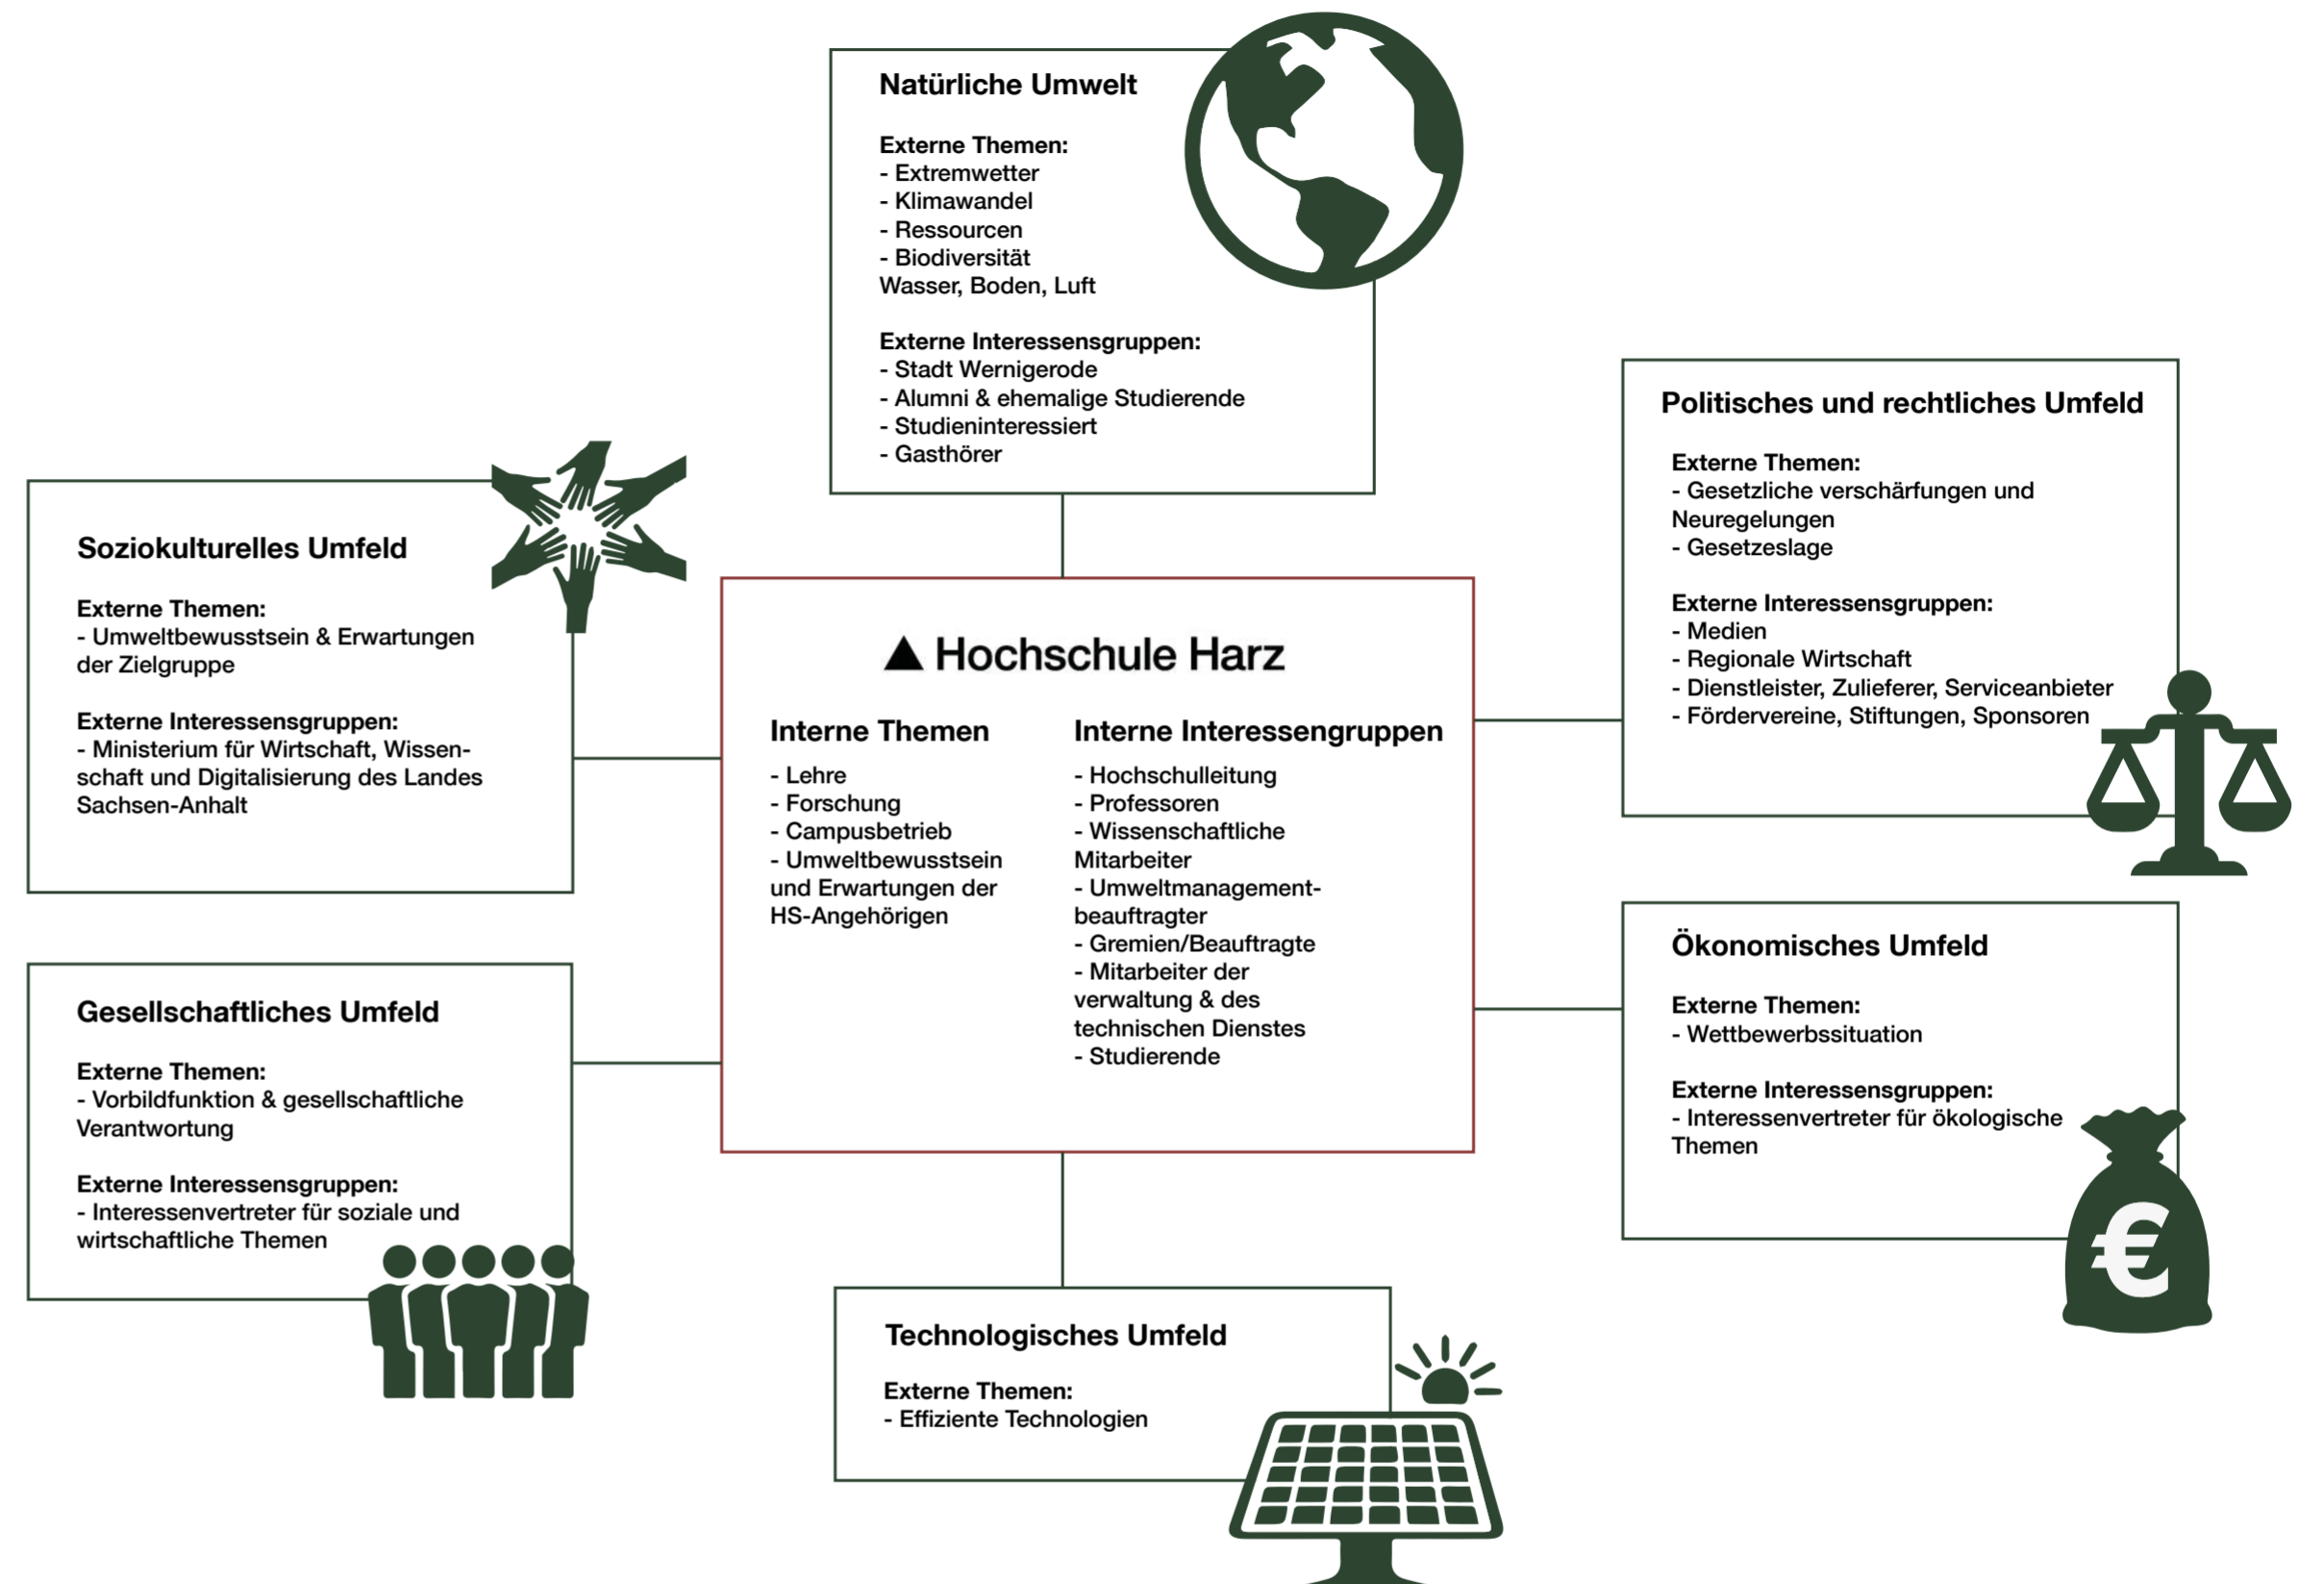 Natürliche Umwelt
Externe Themen:
- Extremwetter
- Klimawandel
- Ressourcen
- Biodiversität
Wasser, Boden, Luft
Externe Interessensgruppen:
- Stadt Wernigerode
- Alumni & ehemalige Studierende
- Studieninteressiert
- Gasthörer
Politisches und rechtliches Umfeld
Externe Themen:
- Gesetzliche verschärfungen und
Neuregelungen
- Gesetzeslage
Externe Interessensgruppen:
- Medien
- Regionale Wirtschaft
- Dienstleister, Zulieferer, Serviceanbieter
- Fördervereine, Stiftungen, Sponsoren
Soziokulturelles Umfeld
Externe Themen:
- Umweltbewusstsein & Erwartungen
der Zielgruppe
Externe Interessensgruppen:
- Ministerium für Wirtschaft, Wissen-
schaft und Digitalisierung des Landes
Sachsen-Anhalt
Hochschule Harz
Interne Themen
- Lehre
- Forschung
- Campusbetrieb
- Umweltbewusstsein
und Erwartungen der
HS-Angehörigen
Interne Interessengruppen
- Hochschulleitung
- Professoren
- Wissenschaftliche
Mitarbeiter
- Umweltmanagement-
beauftragter
- Gremien/Beauftragte
- Mitarbeiter der
verwaltung & des
technischen Dienstes
- Studierende
Ökonomisches Umfeld
Externe Themen:
- Wettbewerbssituation
Externe Interessensgruppen:
- Interessenvertreter für ökologische
Themen
€
Gesellschaftliches Umfeld
Externe Themen:
- Vorbildfunktion & gesellschaftliche
Verantwortung
Externe Interessensgruppen:
- Interessenvertreter für soziale und
wirtschaftliche Themen
Technologisches Umfeld
Externe Themen:
- Effiziente Technologien